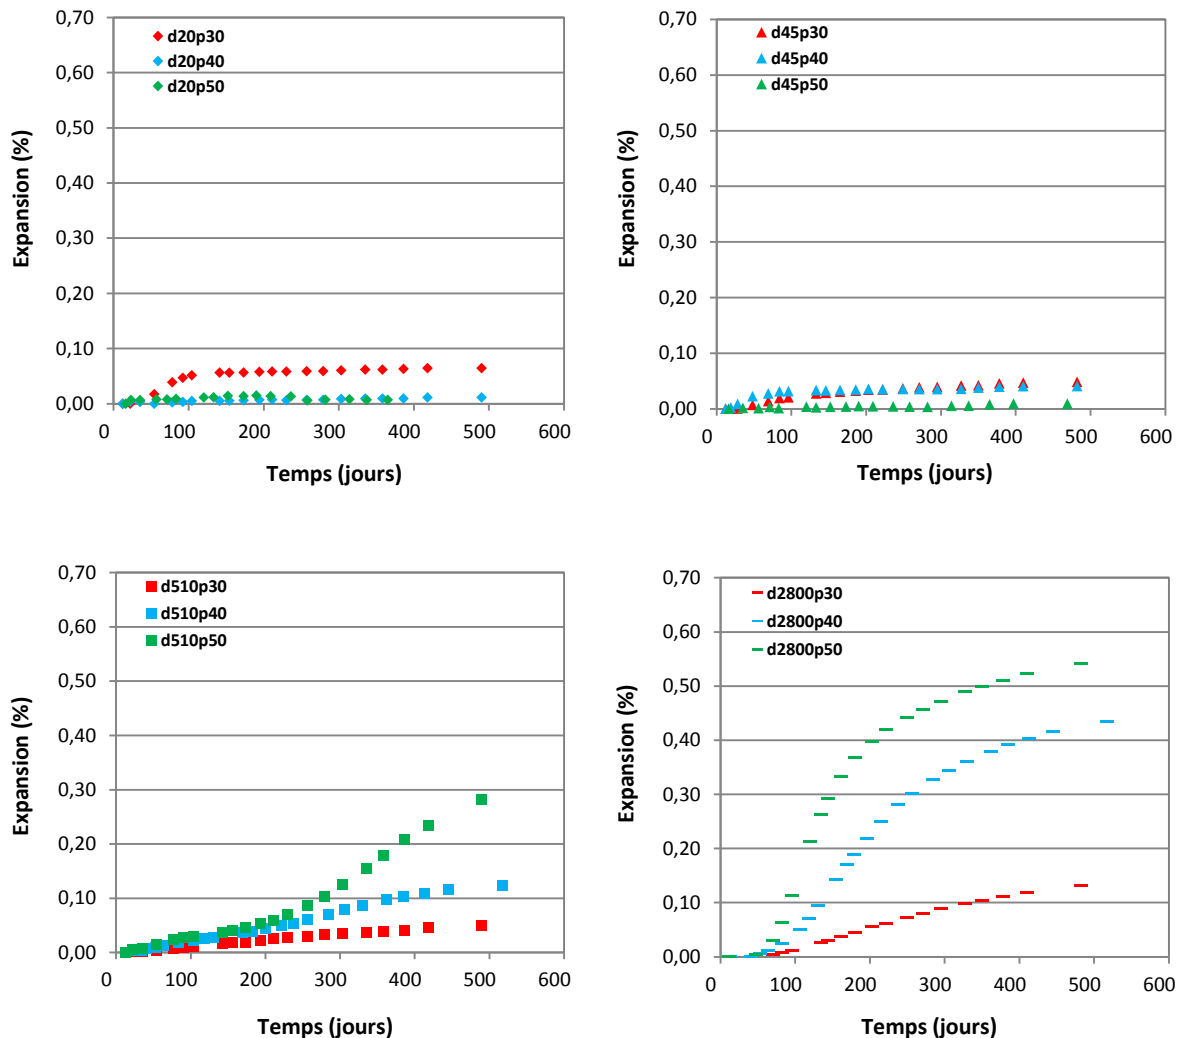 0,70
0,60
0,50
0,40
0,30
0,20
0,10
0,00
Expansion (%)
d20p30
d20p40
d20p50
0 100 200 300 400 500 600
Temps (jours)
0,70
0,60
0,50
0,40
0,30
0,20
0,10
0,00
Expansion (%)
d45p30
d45p40
d45p50
0 100 200 300 400 500 600
Temps (jours)
0,70
0,60
0,50
0,40
0,30
0,20
0,10
0,00
Expansion (%)
d510p30
d510p40
d510p50
0 100 200 300 400 500 600
Temps (jours)
0,70
0,60
0,50
0,40
0,30
0,20
0,10
0,00
Expansion (%)
d2800p30
d2800p40
d2800p50
0 100 200 300 400 500 600
Temps (jours)